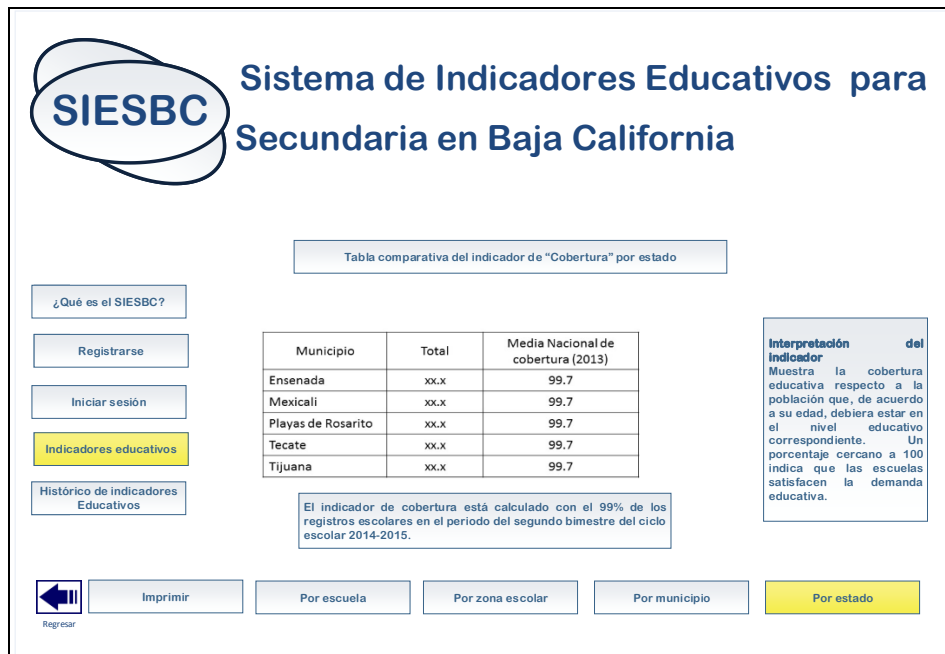 SIESBC
Sistema de Indicadores Educativos para
Secundaria en Baja California
Tabla comparativa del indicador de “Cobertura” por estado
¿Qué es el SIESBC?
Registrarse
Iniciar sesión
Indicadores educativos
Histórico de indicadores
Educativos
Municipio Total Media Nacional de
cobertura (2013)
Ensenada xx.x 99.7
Mexicali xx.x 99.7
Playas de Rosarito xx.x 99.7
Tecate xx.x 99.7
Tijuana xx.x 99.7
El indicador de cobertura está calculado con el 99% de los
registros escolares en el periodo del segundo bimestre del ciclo
escolar 2014-2015.
Interpretación del
indicador
Muestra la cobertura
educativa respecto a la
población que, de acuerdo
a su edad, debiera estar en
el nivel educativo
correspondiente. Un
porcentaje cercano a 100
indica que las escuelas
satisfacen la demanda
educativa.
Regresar
Imprimir
Por escuela
Por zona escolar
Por municipio
Por estado